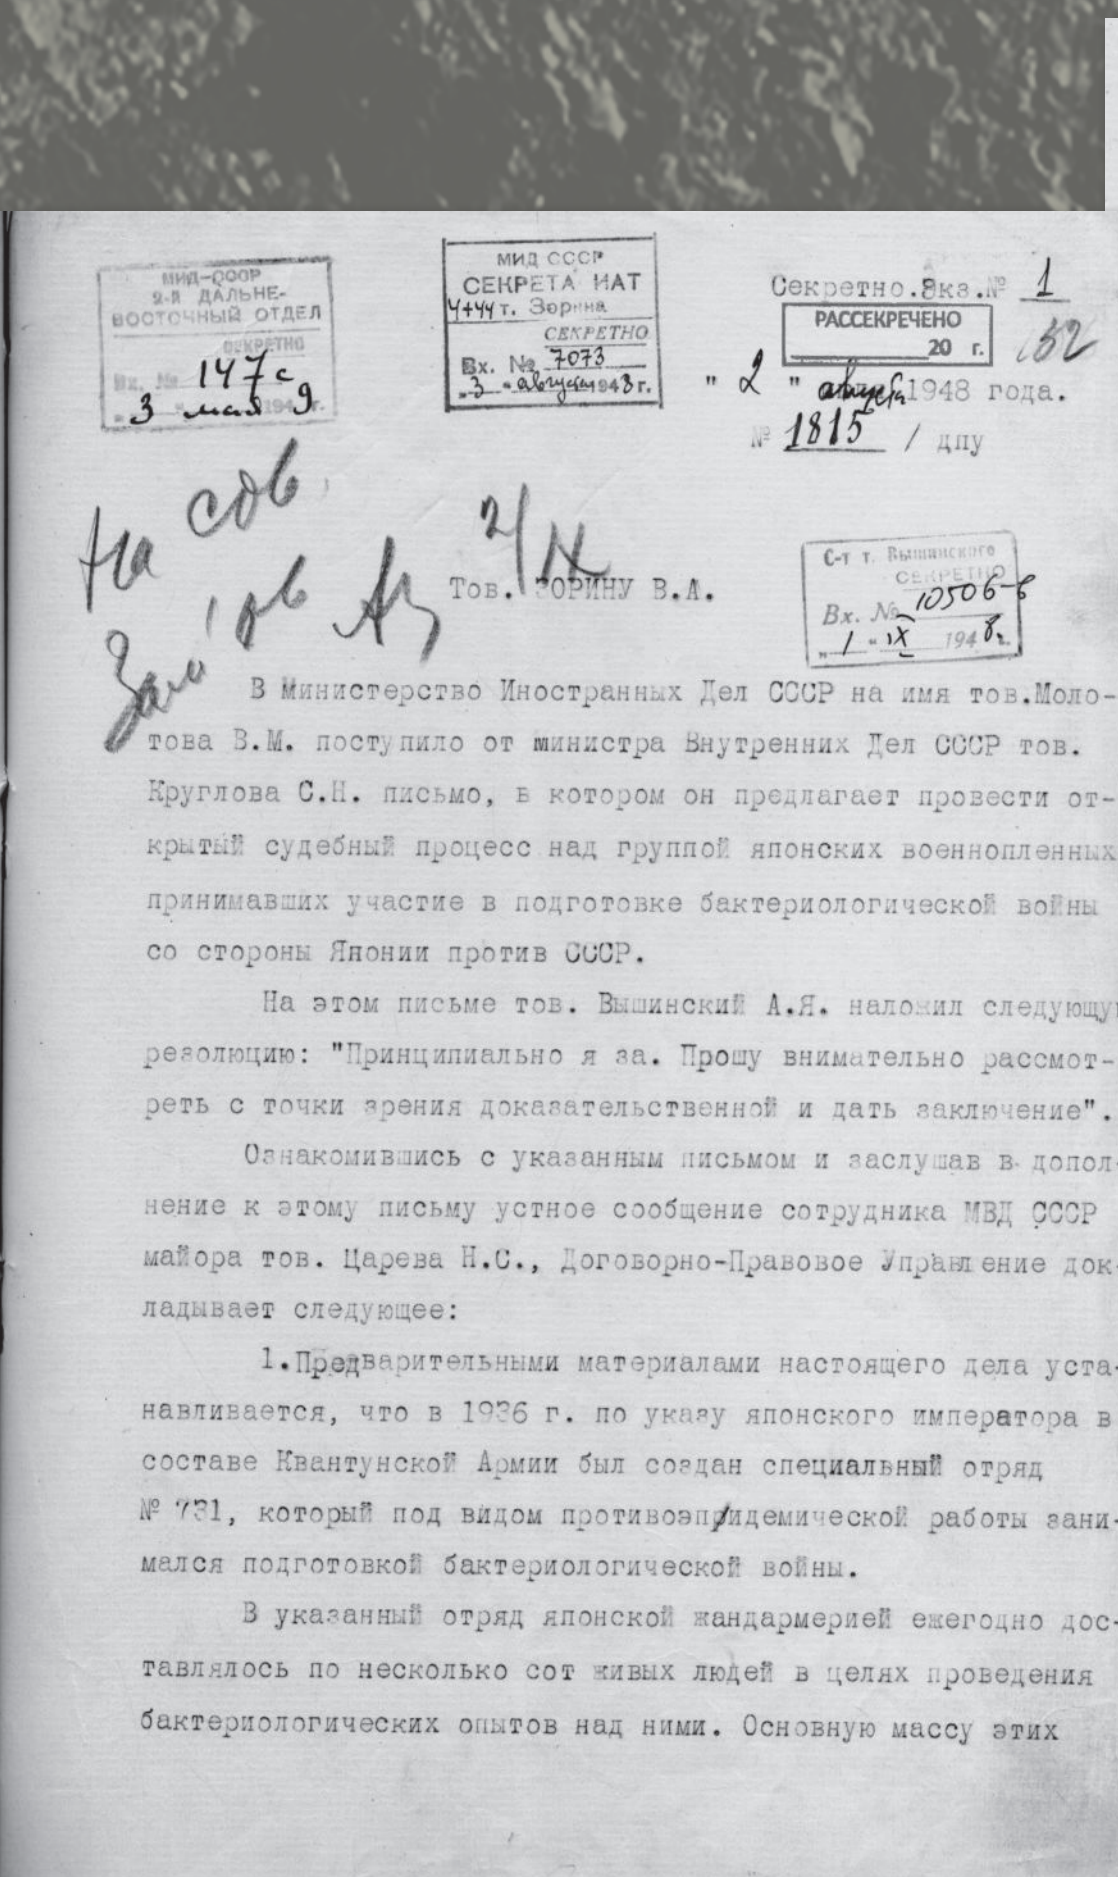 МИД-СССР
2-й ДАЛЬНЕ-
ВОСТОЧНЫЙ ОТДЕЛ
СЕКРЕТНО
Вх. № 147с
"3" мая 1949 г.
МИД СССР
СЕКРЕТАРИАТ
т. Зорина
СЕКРЕТНО
Вх. № 7073
"3" августа 1948 г.
Секретно.Экз.№ 1
РАССЕКРЕЧЕНО
20 г.
"2" августа 1948 года.
№ 1815 / дпу
На
Тов. ЗОРИНУ В.А.
С-т т. Вышинского
СЕКРЕТНО
Вх. № 10506-в
"1" IX 1948 г.
В Министерство Иностранных Дел СССР на имя тов.Моло-
това В.М. поступило от министра Внутренних Дел СССР тов.
Круглова С.Н. письмо, в котором он предлагает провести от-
крытый судебный процесс над группой японских военнопленных
принимавших участие в подготовке бактериологической войны
со стороны Японии против СССР.
На этом письме тов. Вышинский А.Я. наложил следующую
резолюцию: "Принципиально я за. Прошу внимательно рассмот-
реть с точки зрения доказательственной и дать заключение".
Ознакомившись с указанным письмом и заслушав в допол-
нение к этому письму устное сообщение сотрудника МВД СССР
майора тов. Царева Н.С., Договорно-Правовое Управление док-
ладывает следующее:
1.Предварительными материалами настоящего дела уста-
навливается, что в 1936 г. по указу японского императора в
составе Квантунской Армии был создан специальный отряд
№ 731, который под видом противоэпидемической работы зани-
мался подготовкой бактериологической войны.
В указанный отряд японской жандармерией ежегодно дос-
тавлялось по несколько сот живых людей в целях проведения
бактериологических опытов над ними. Основную массу этих